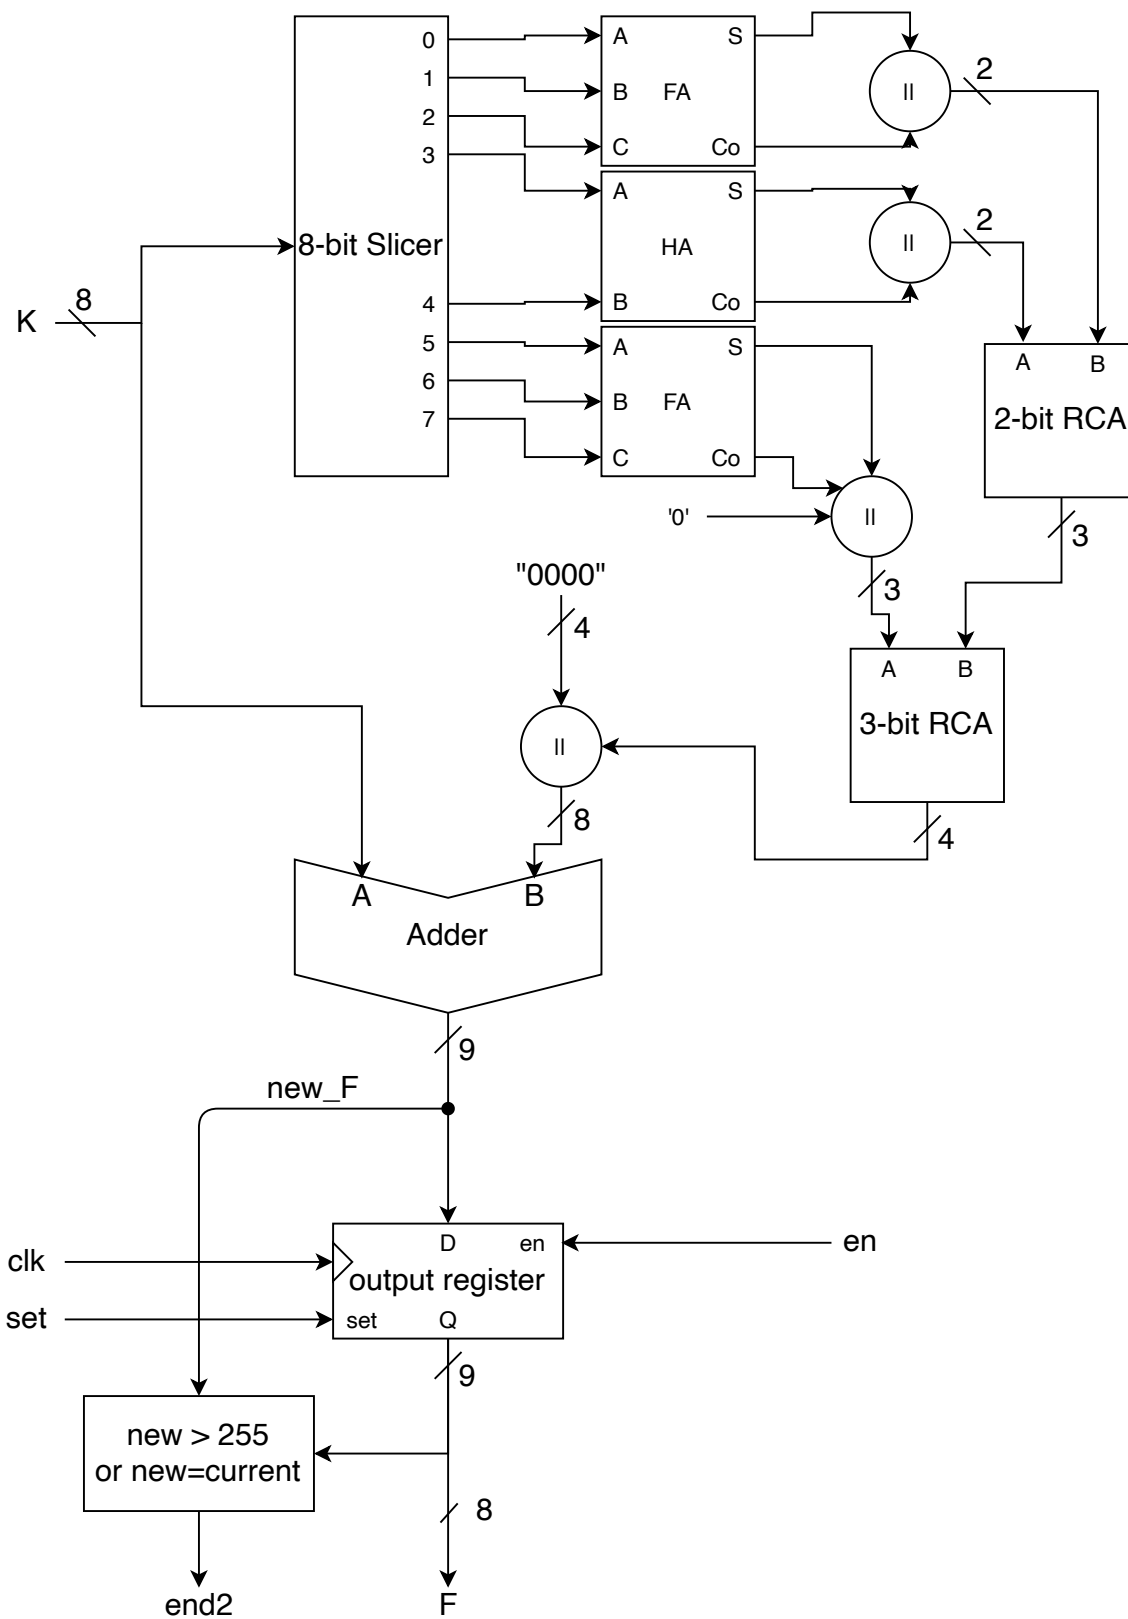 0 A S
1 B FA || 2
2 C Co
3 A S
8-bit Slicer HA || 2
4 B Co
5 A S
6 B FA
7 C Co
K 8
A B
2-bit RCA
'0' ||
3
3
"0000"
4
A B
3-bit RCA
||
8
4
A B
Adder
9
new_F
D en
clk en
output register
set set Q
9
new > 255
or new=current
8
end2 F